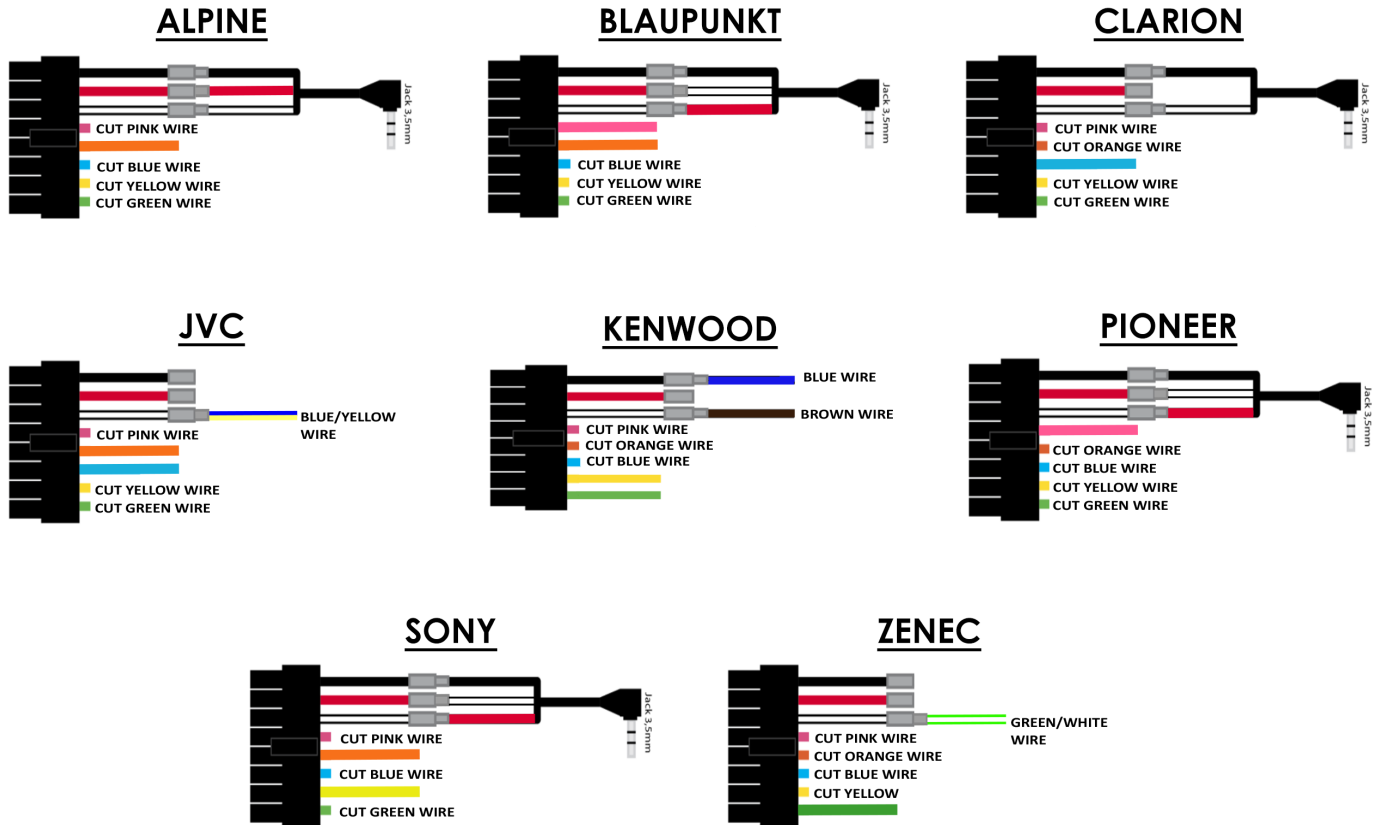 ALPINE
Jack 3,5mm
CUT PINK WIRE
CUT BLUE WIRE
CUT YELLOW WIRE
CUT GREEN WIRE
BLAUPUNKT
Jack 3,5mm
CUT BLUE WIRE
CUT YELLOW WIRE
CUT GREEN WIRE
CLARION
Jack 3,5mm
CUT PINK WIRE
CUT ORANGE WIRE
CUT YELLOW WIRE
CUT GREEN WIRE
JVC
BLUE/YELLOW
WIRE
CUT PINK WIRE
CUT YELLOW WIRE
CUT GREEN WIRE
KENWOOD
BLUE WIRE
BROWN WIRE
CUT PINK WIRE
CUT ORANGE WIRE
CUT BLUE WIRE
PIONEER
Jack 3,5mm
CUT ORANGE WIRE
CUT BLUE WIRE
CUT YELLOW WIRE
CUT GREEN WIRE
SONY
Jack 3,5mm
CUT PINK WIRE
CUT BLUE WIRE
CUT GREEN WIRE
ZENEC
GREEN/WHITE
WIRE
CUT PINK WIRE
CUT ORANGE WIRE
CUT BLUE WIRE
CUT YELLOW